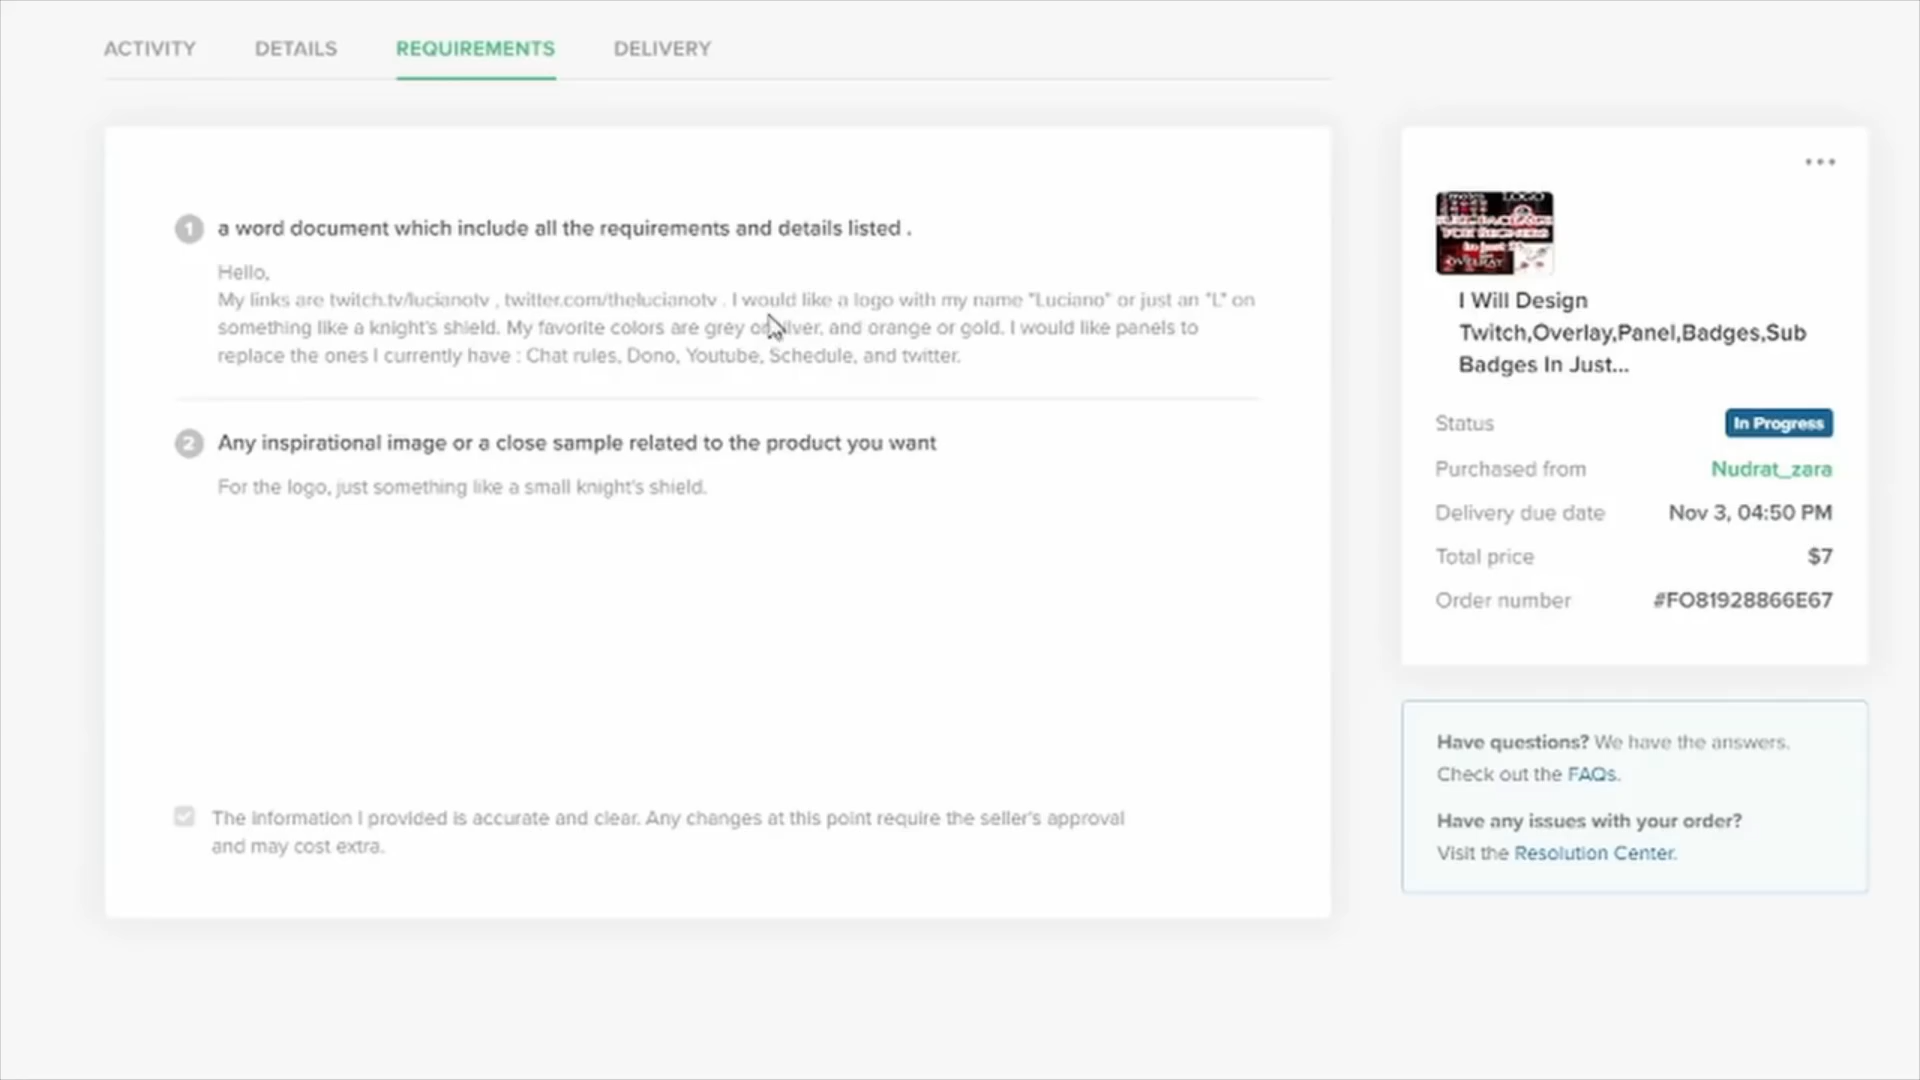 ACTIVITY DETAILS REQUIREMENTS DELIVERY
1 a word document which include all the requirements and details listed .
Hello,
My links are twitch.tv/lucianotv , twitter.com/thelucianotv . I would like a logo with my name "Luciano" or just an "L" on
something like a knight's shield. My favorite colors are grey or silver, and orange or gold. I would like panels to
replace the ones I currently have : Chat rules, Dono, Youtube, Schedule, and twitter.
2 Any inspirational image or a close sample related to the product you want
For the logo, just something like a small knight's shield.
The information I provided is accurate and clear. Any changes at this point require the seller's approval
and may cost extra.
LOGO
OVERLAY
I Will Design
Twitch,Overlay,Panel,Badges,Sub
Badges In Just...
Status In Progress
Purchased from Nudrat_zara
Delivery due date Nov 3, 04:50 PM
Total price $7
Order number #FO81928866E67
Have questions? We have the answers.
Check out the FAQs.
Have any issues with your order?
Visit the Resolution Center.